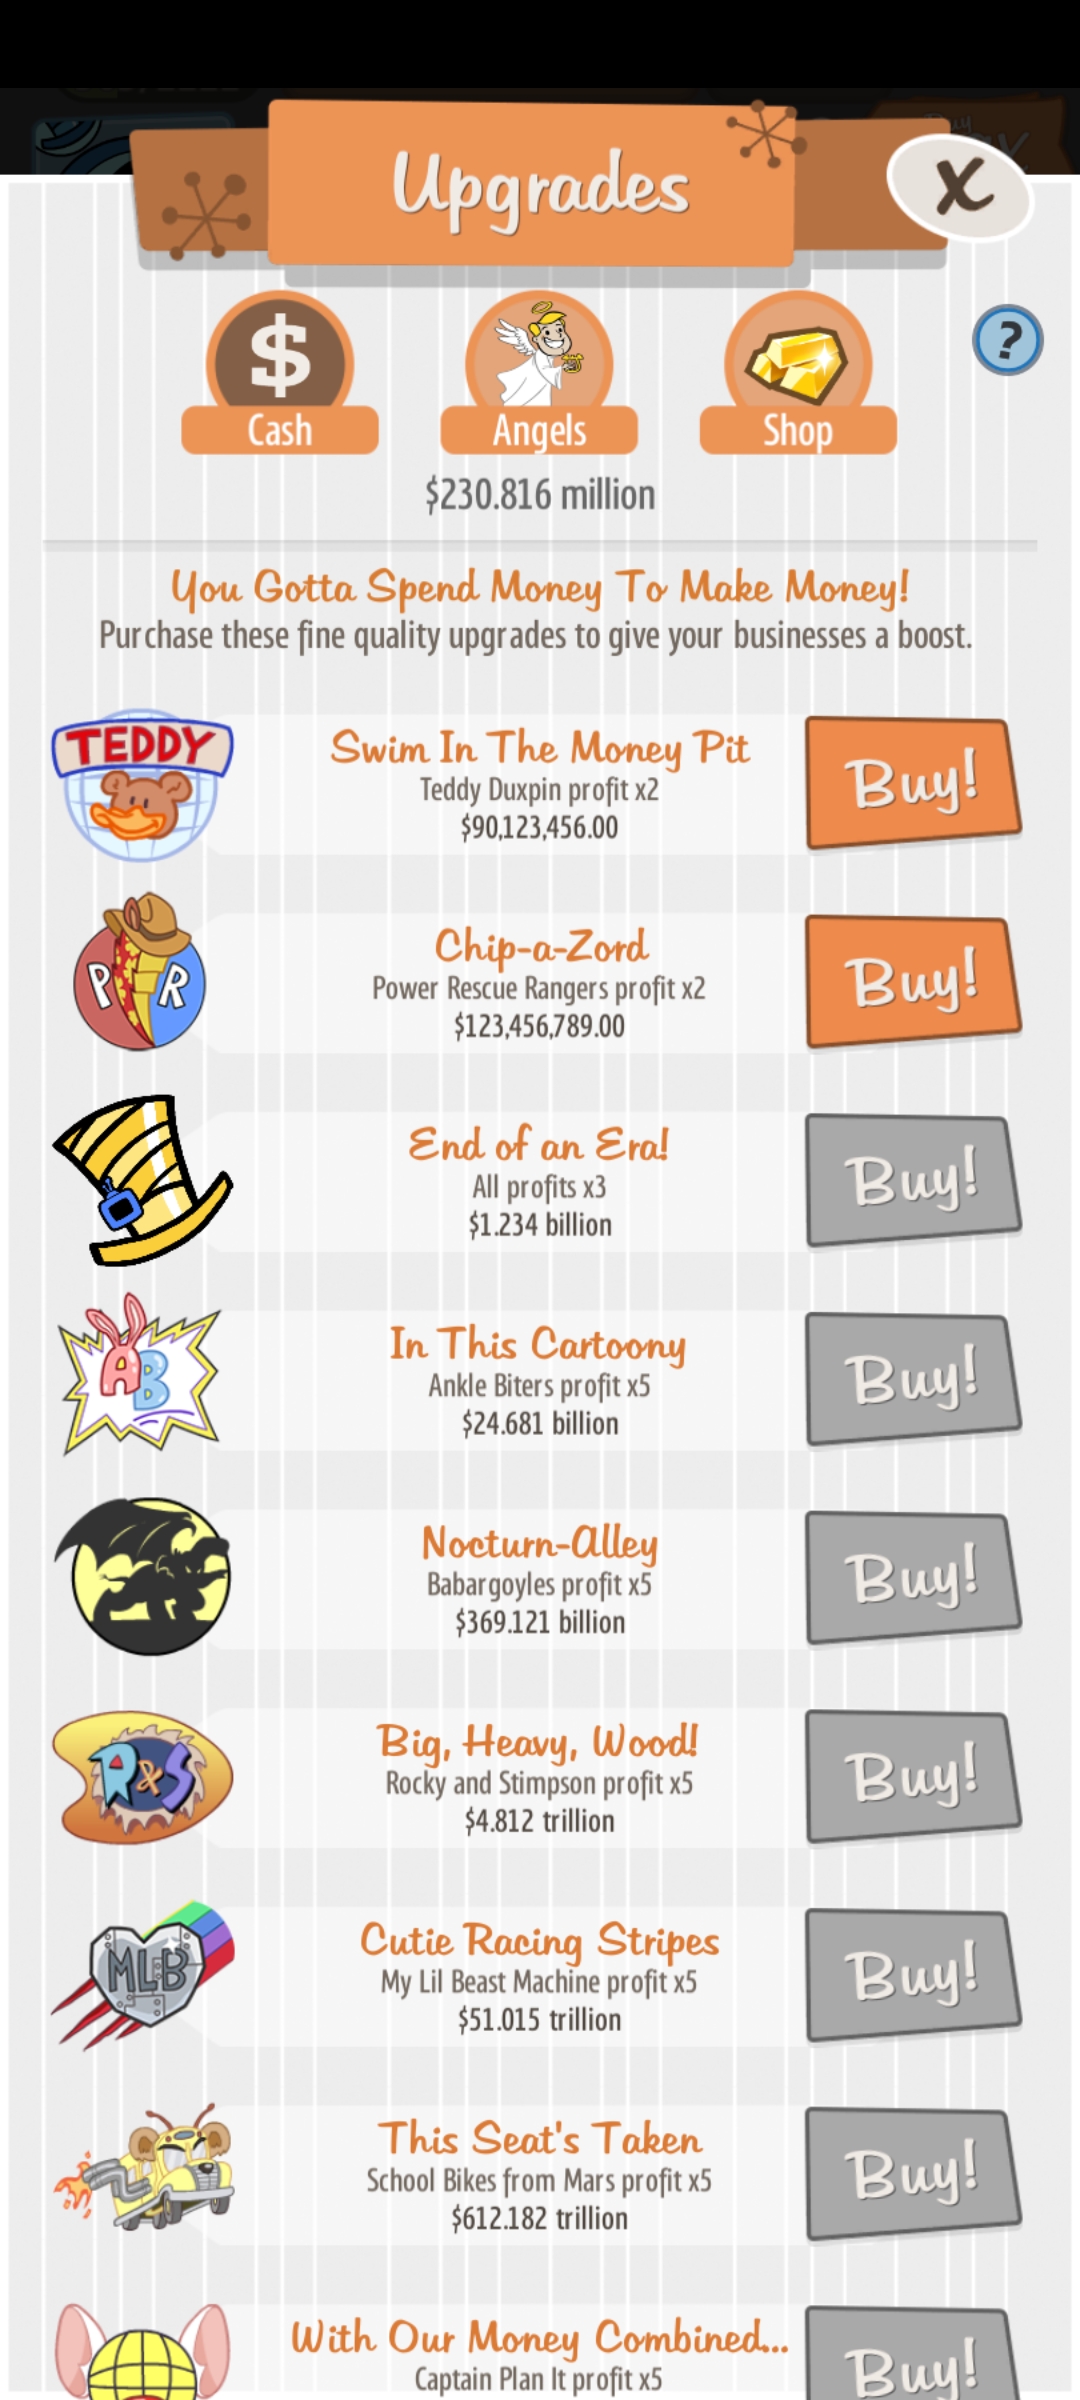 Upgrades
X
$
?
Cash
Angels
Shop
$230.816 million
You Gotta Spend Money To Make Money!
Purchase these fine quality upgrades to give your businesses a boost.
TEDDY
Swim In The Money Pit
Teddy Duxpin profit x2
$90,123,456.00
Buy!
P R
Chip-a-Zord
Power Rescue Rangers profit x2
$123,456,789.00
Buy!
End of an Era!
All profits x3
$1.234 billion
Buy!
AB
In This Cartoony
Ankle Biters profit x5
$24.681 billion
Buy!
Nocturn-Alley
Babargoyles profit x5
$369.121 billion
Buy!
R&S
Big, Heavy, Wood!
Rocky and Stimpson profit x5
$4.812 trillion
Buy!
MLB
Cutie Racing Stripes
My Lil Beast Machine profit x5
$51.015 trillion
Buy!
This Seat's Taken
School Bikes from Mars profit x5
$612.182 trillion
Buy!
With Our Money Combined...
Captain Plan It profit x5
Buy!